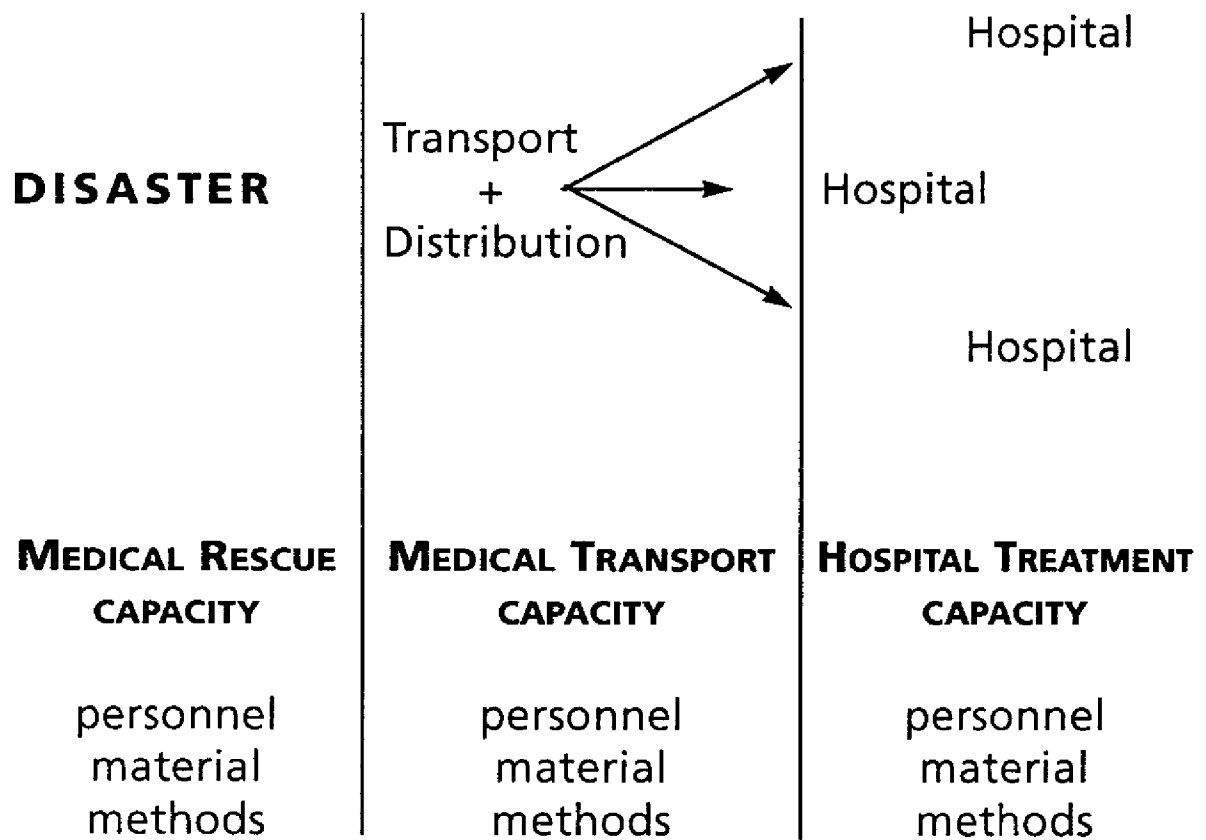 Hospital
Transport
DISASTER
+
Hospital
Distribution
Hospital
MEDICAL RESCUE
CAPACITY
MEDICAL TRANSPORT
CAPACITY
HOSPITAL TREATMENT
CAPACITY
personnel
material
methods
personnel
material
methods
personnel
material
methods